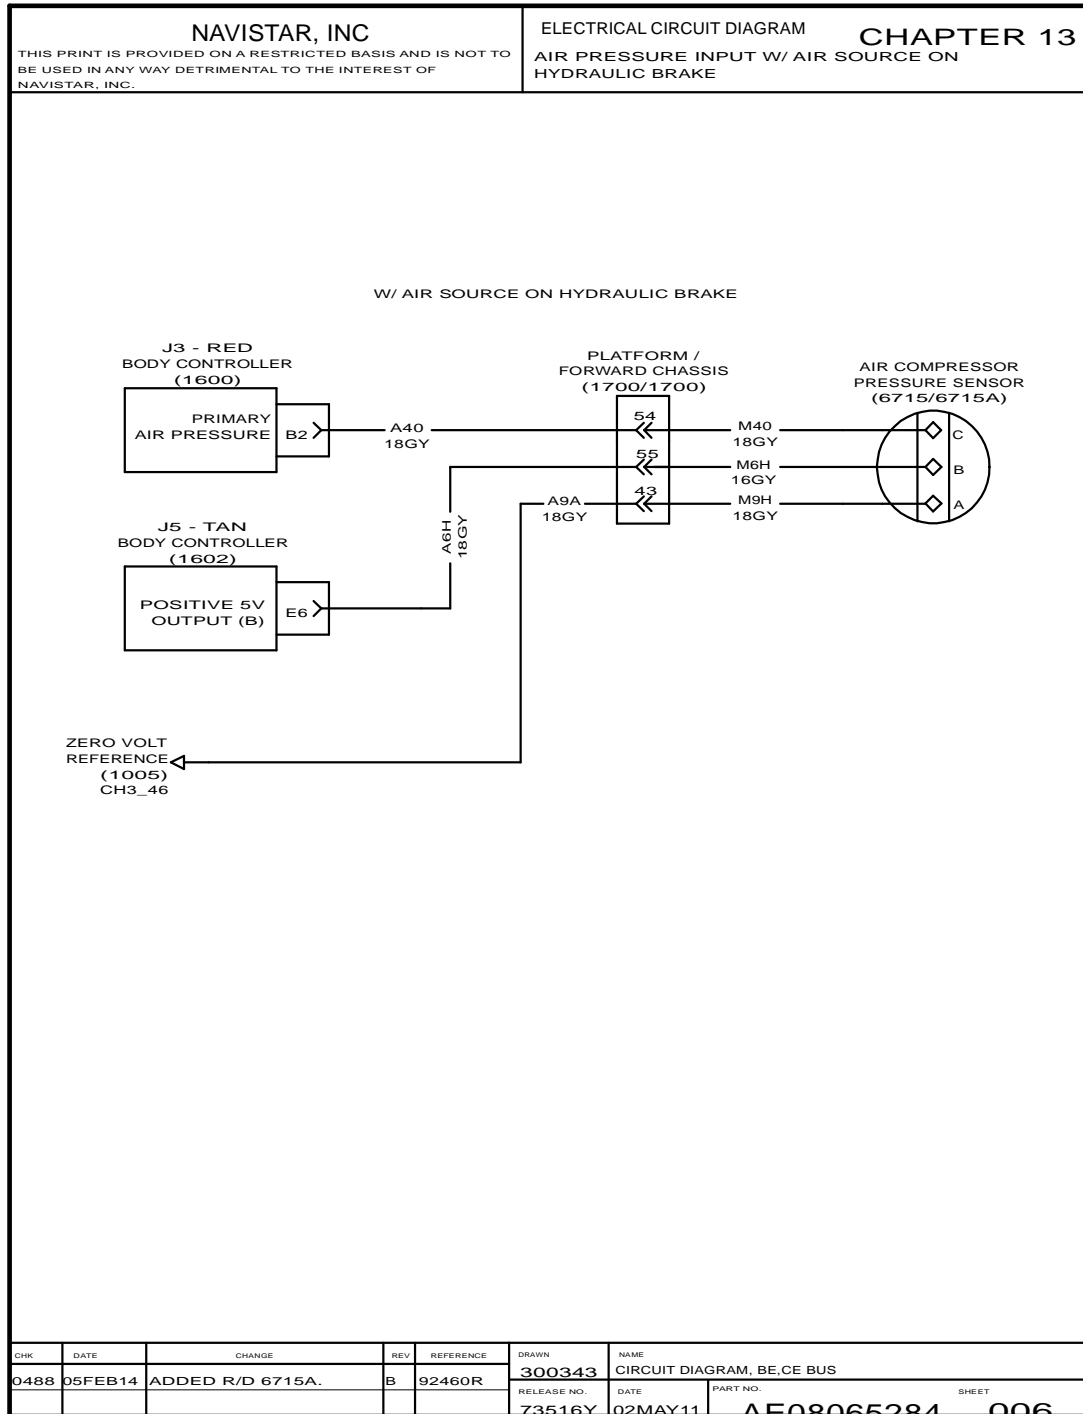 NAVISTAR, INC
THIS PRINT IS PROVIDED ON A RESTRICTED BASIS AND IS NOT TO
BE USED IN ANY WAY DETRIMENTAL TO THE INTEREST OF
NAVISTAR, INC.
ELECTRICAL CIRCUIT DIAGRAM
CHAPTER 13
AIR PRESSURE INPUT W/ AIR SOURCE ON
HYDRAULIC BRAKE
W/ AIR SOURCE ON HYDRAULIC BRAKE
J3 - RED
BODY CONTROLLER
(1600)
PRIMARY
AIR PRESSURE
B2
A40
18GY
PLATFORM /
FORWARD CHASSIS
(1700/1700)
54
55
43
M40
18GY
M6H
16GY
M9H
18GY
AIR COMPRESSOR
PRESSURE SENSOR
(6715/6715A)
C
B
A
A9A
18GY
A6H
18GY
J5 - TAN
BODY CONTROLLER
(1602)
POSITIVE 5V
OUTPUT (B)
E6
ZERO VOLT
REFERENCE
(1005)
CH3_46
CHK DATE CHANGE REV REFERENCE
0488 05FEB14 ADDED R/D 6715A. B 92460R
DRAWN
300343
NAME
CIRCUIT DIAGRAM, BE,CE BUS
RELEASE NO.
73516Y
DATE
02MAY11
PART NO.
AE08065284
SHEET
006